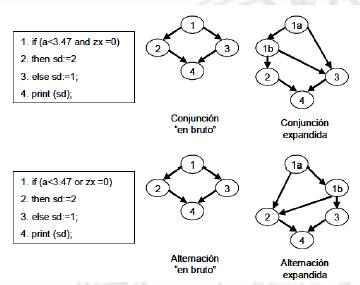 1. if (a<3.47 and zx =0)
2. then sd:=2
3. else sd:=1;
4. print (sd);
1
2
3
4
Conjunción
"en bruto"
1a
1b
2
3
4
Conjunción
expandida
1. if (a<3.47 or zx =0)
2. then sd:=2
3. else sd:=1;
4. print (sd);
1
2
3
4
Alternación
"en bruto"
1a
1b
2
3
4
Alternación
expandida